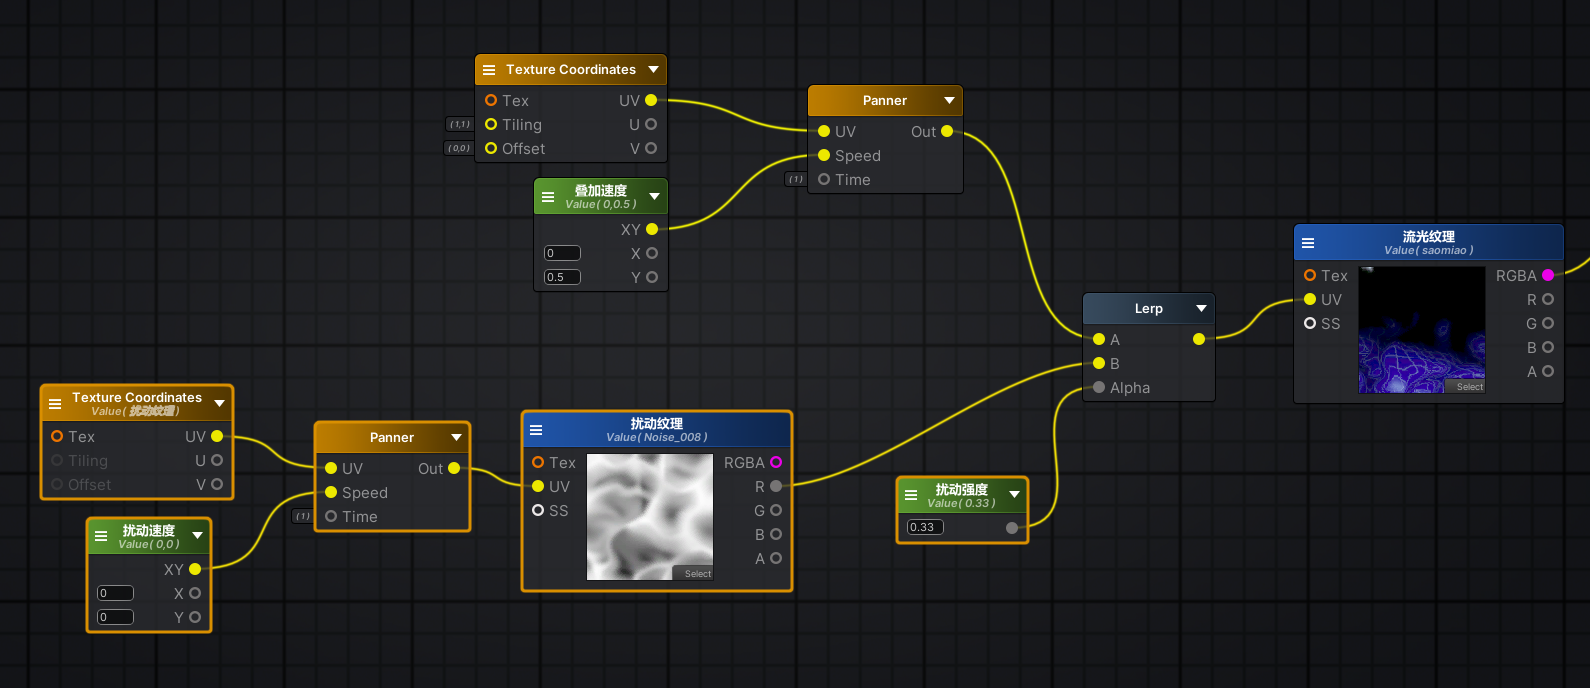 Texture Coordinates
Tex UV
(1,1) Tiling U
(0,0) Offset V
叠加速度
Value( 0,0.5 )
XY
0 X
0.5 Y
Panner
UV Out
Speed
(1) Time
Lerp
A
B
Alpha
流光纹理
Value( saomiao )
Tex RGBA
UV R
SS G
B
A
Select
Texture Coordinates
Value( 扰动纹理 )
Tex UV
Tiling U
Offset V
扰动速度
Value( 0,0 )
XY
0 X
0 Y
Panner
UV Out
Speed
(1) Time
扰动纹理
Value( Noise_008 )
Tex RGBA
UV R
SS G
B
A
Select
扰动强度
Value( 0.33 )
0.33